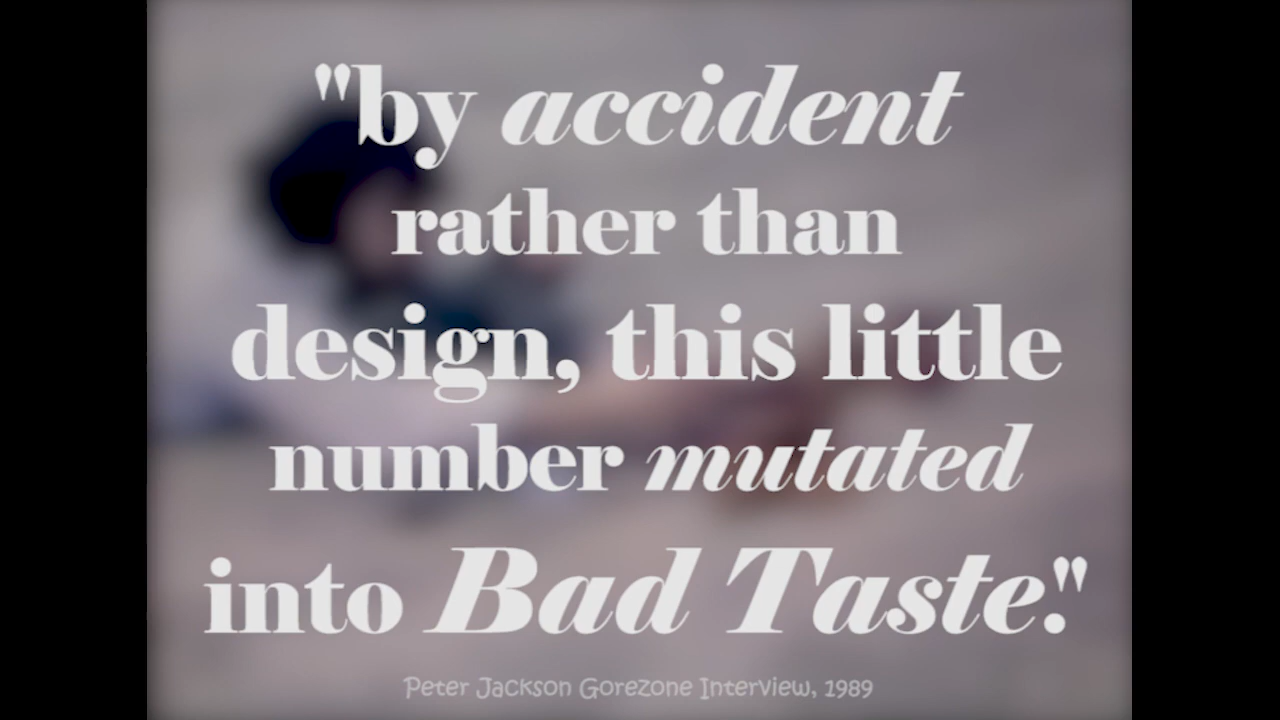 "by accident
rather than
design, this little
number mutated
into Bad Taste."
Peter Jackson Gorezone Interview, 1989